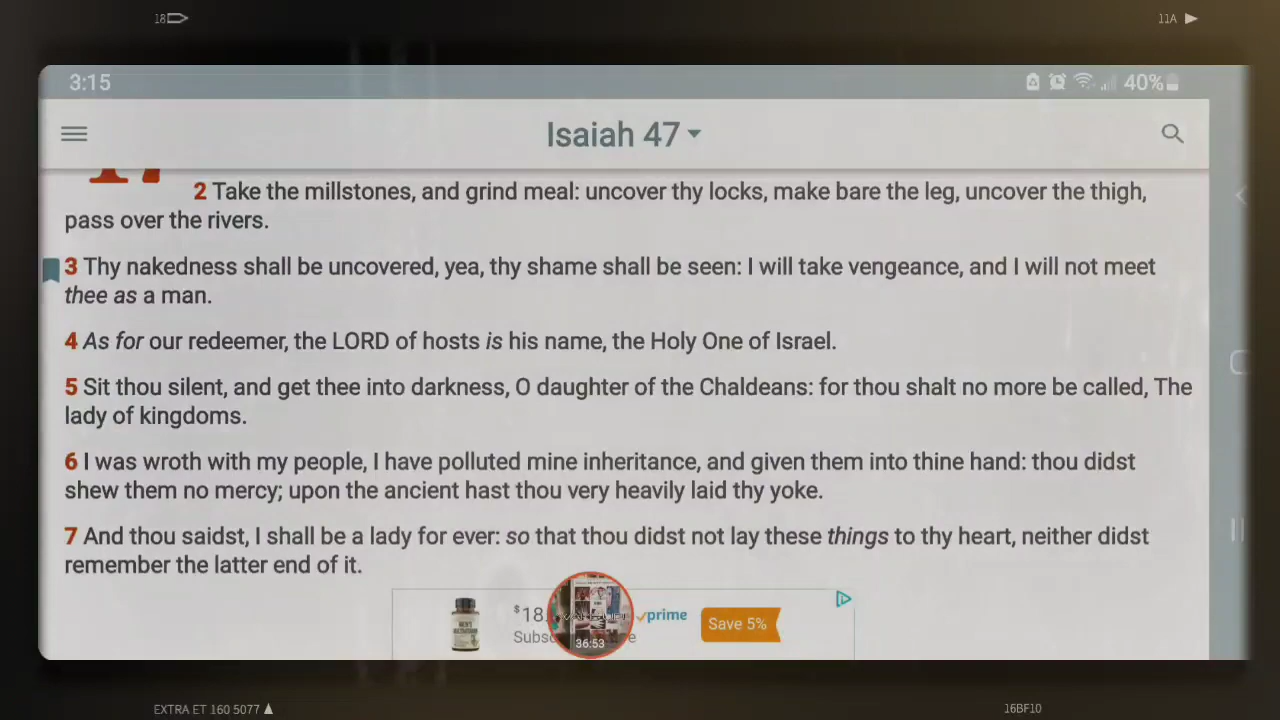 18
11A
3:15
40%
Isaiah 47
2 Take the millstones, and grind meal: uncover thy locks, make bare the leg, uncover the thigh,
pass over the rivers.
3 Thy nakedness shall be uncovered, yea, thy shame shall be seen: I will take vengeance, and I will not meet
thee as a man.
4 As for our redeemer, the LORD of hosts is his name, the Holy One of Israel.
5 Sit thou silent, and get thee into darkness, O daughter of the Chaldeans: for thou shalt no more be called, The
lady of kingdoms.
6 I was wroth with my people, I have polluted mine inheritance, and given them into thine hand: thou didst
shew them no mercy; upon the ancient hast thou very heavily laid thy yoke.
7 And thou saidst, I shall be a lady for ever: so that thou didst not lay these things to thy heart, neither didst
remember the latter end of it.
$18. prime
Save 5%
36:53
EXTRA ET 160 5077
16BF10